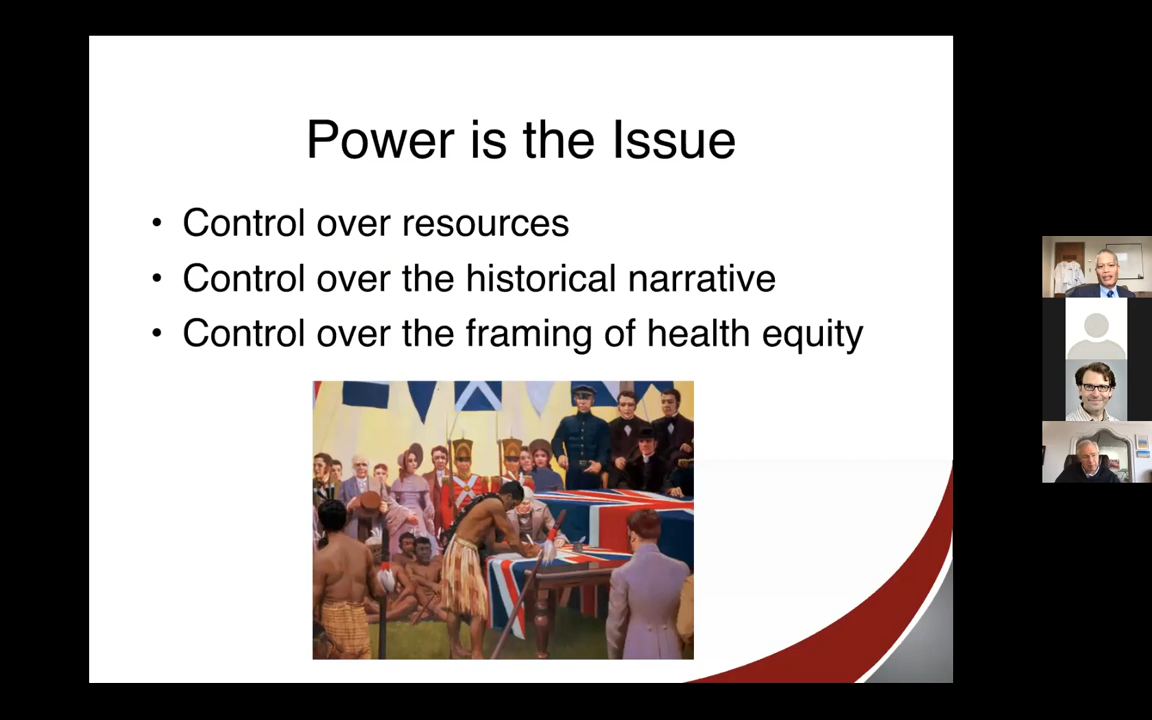 Power is the Issue
• Control over resources
• Control over the historical narrative
• Control over the framing of health equity